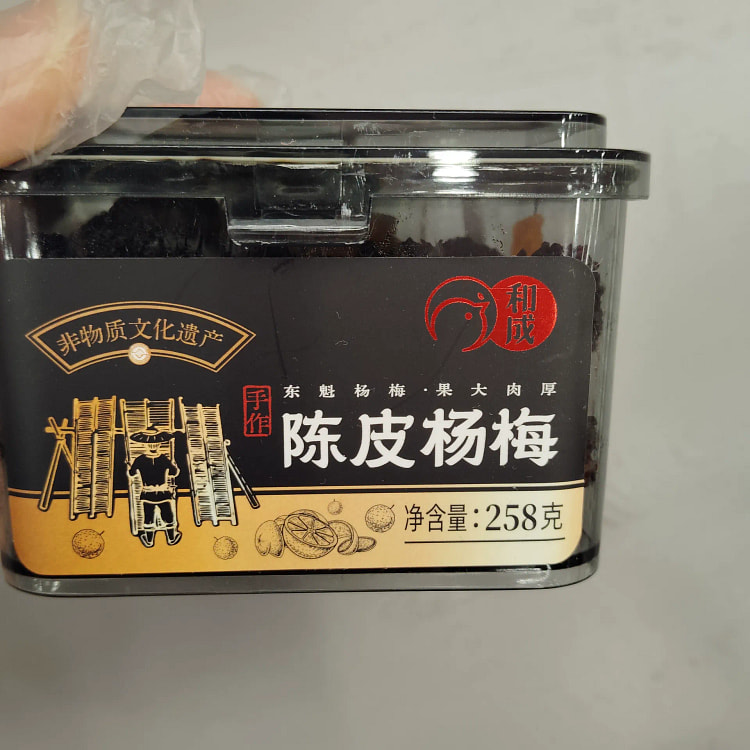 和成
非物质文化遗产
手作
东魁杨梅·果大肉厚
陈皮杨梅
净含量:258克